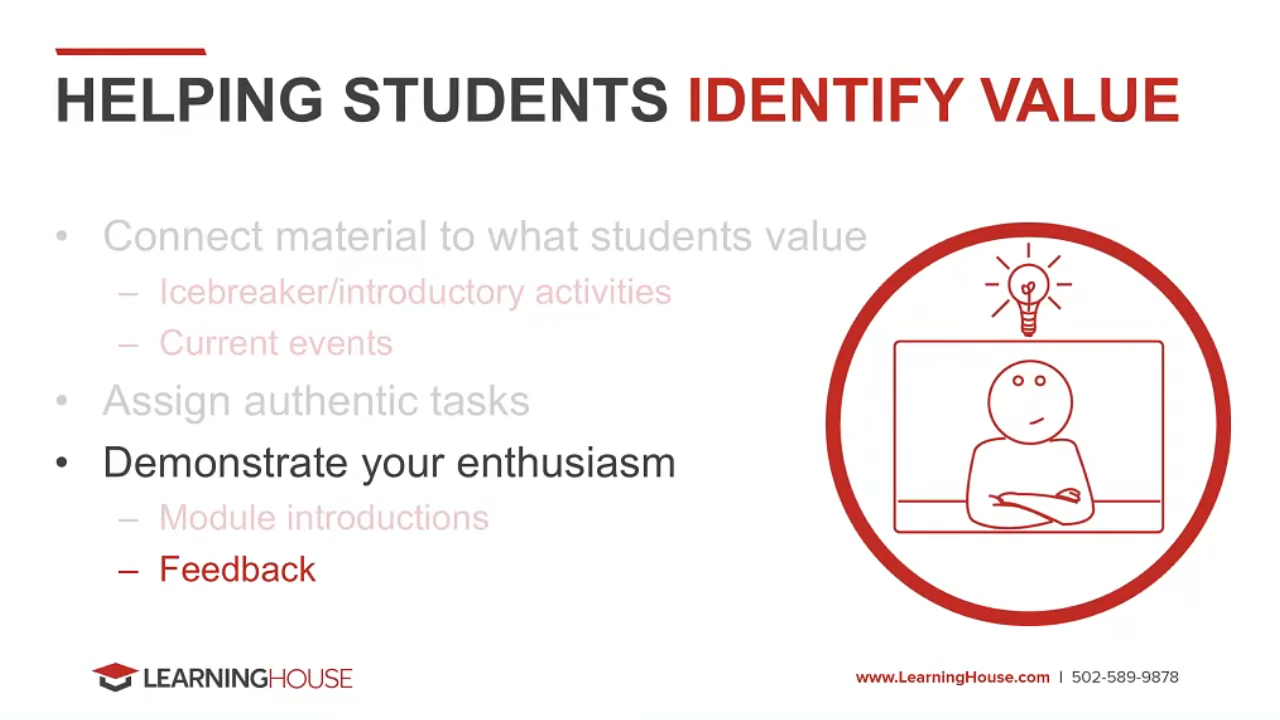 HELPING STUDENTS IDENTIFY VALUE
• Connect material to what students value
– Icebreaker/introductory activities
– Current events
• Assign authentic tasks
• Demonstrate your enthusiasm
– Module introductions
– Feedback
LEARNINGHOUSE
www.LearningHouse.com | 502-589-9878